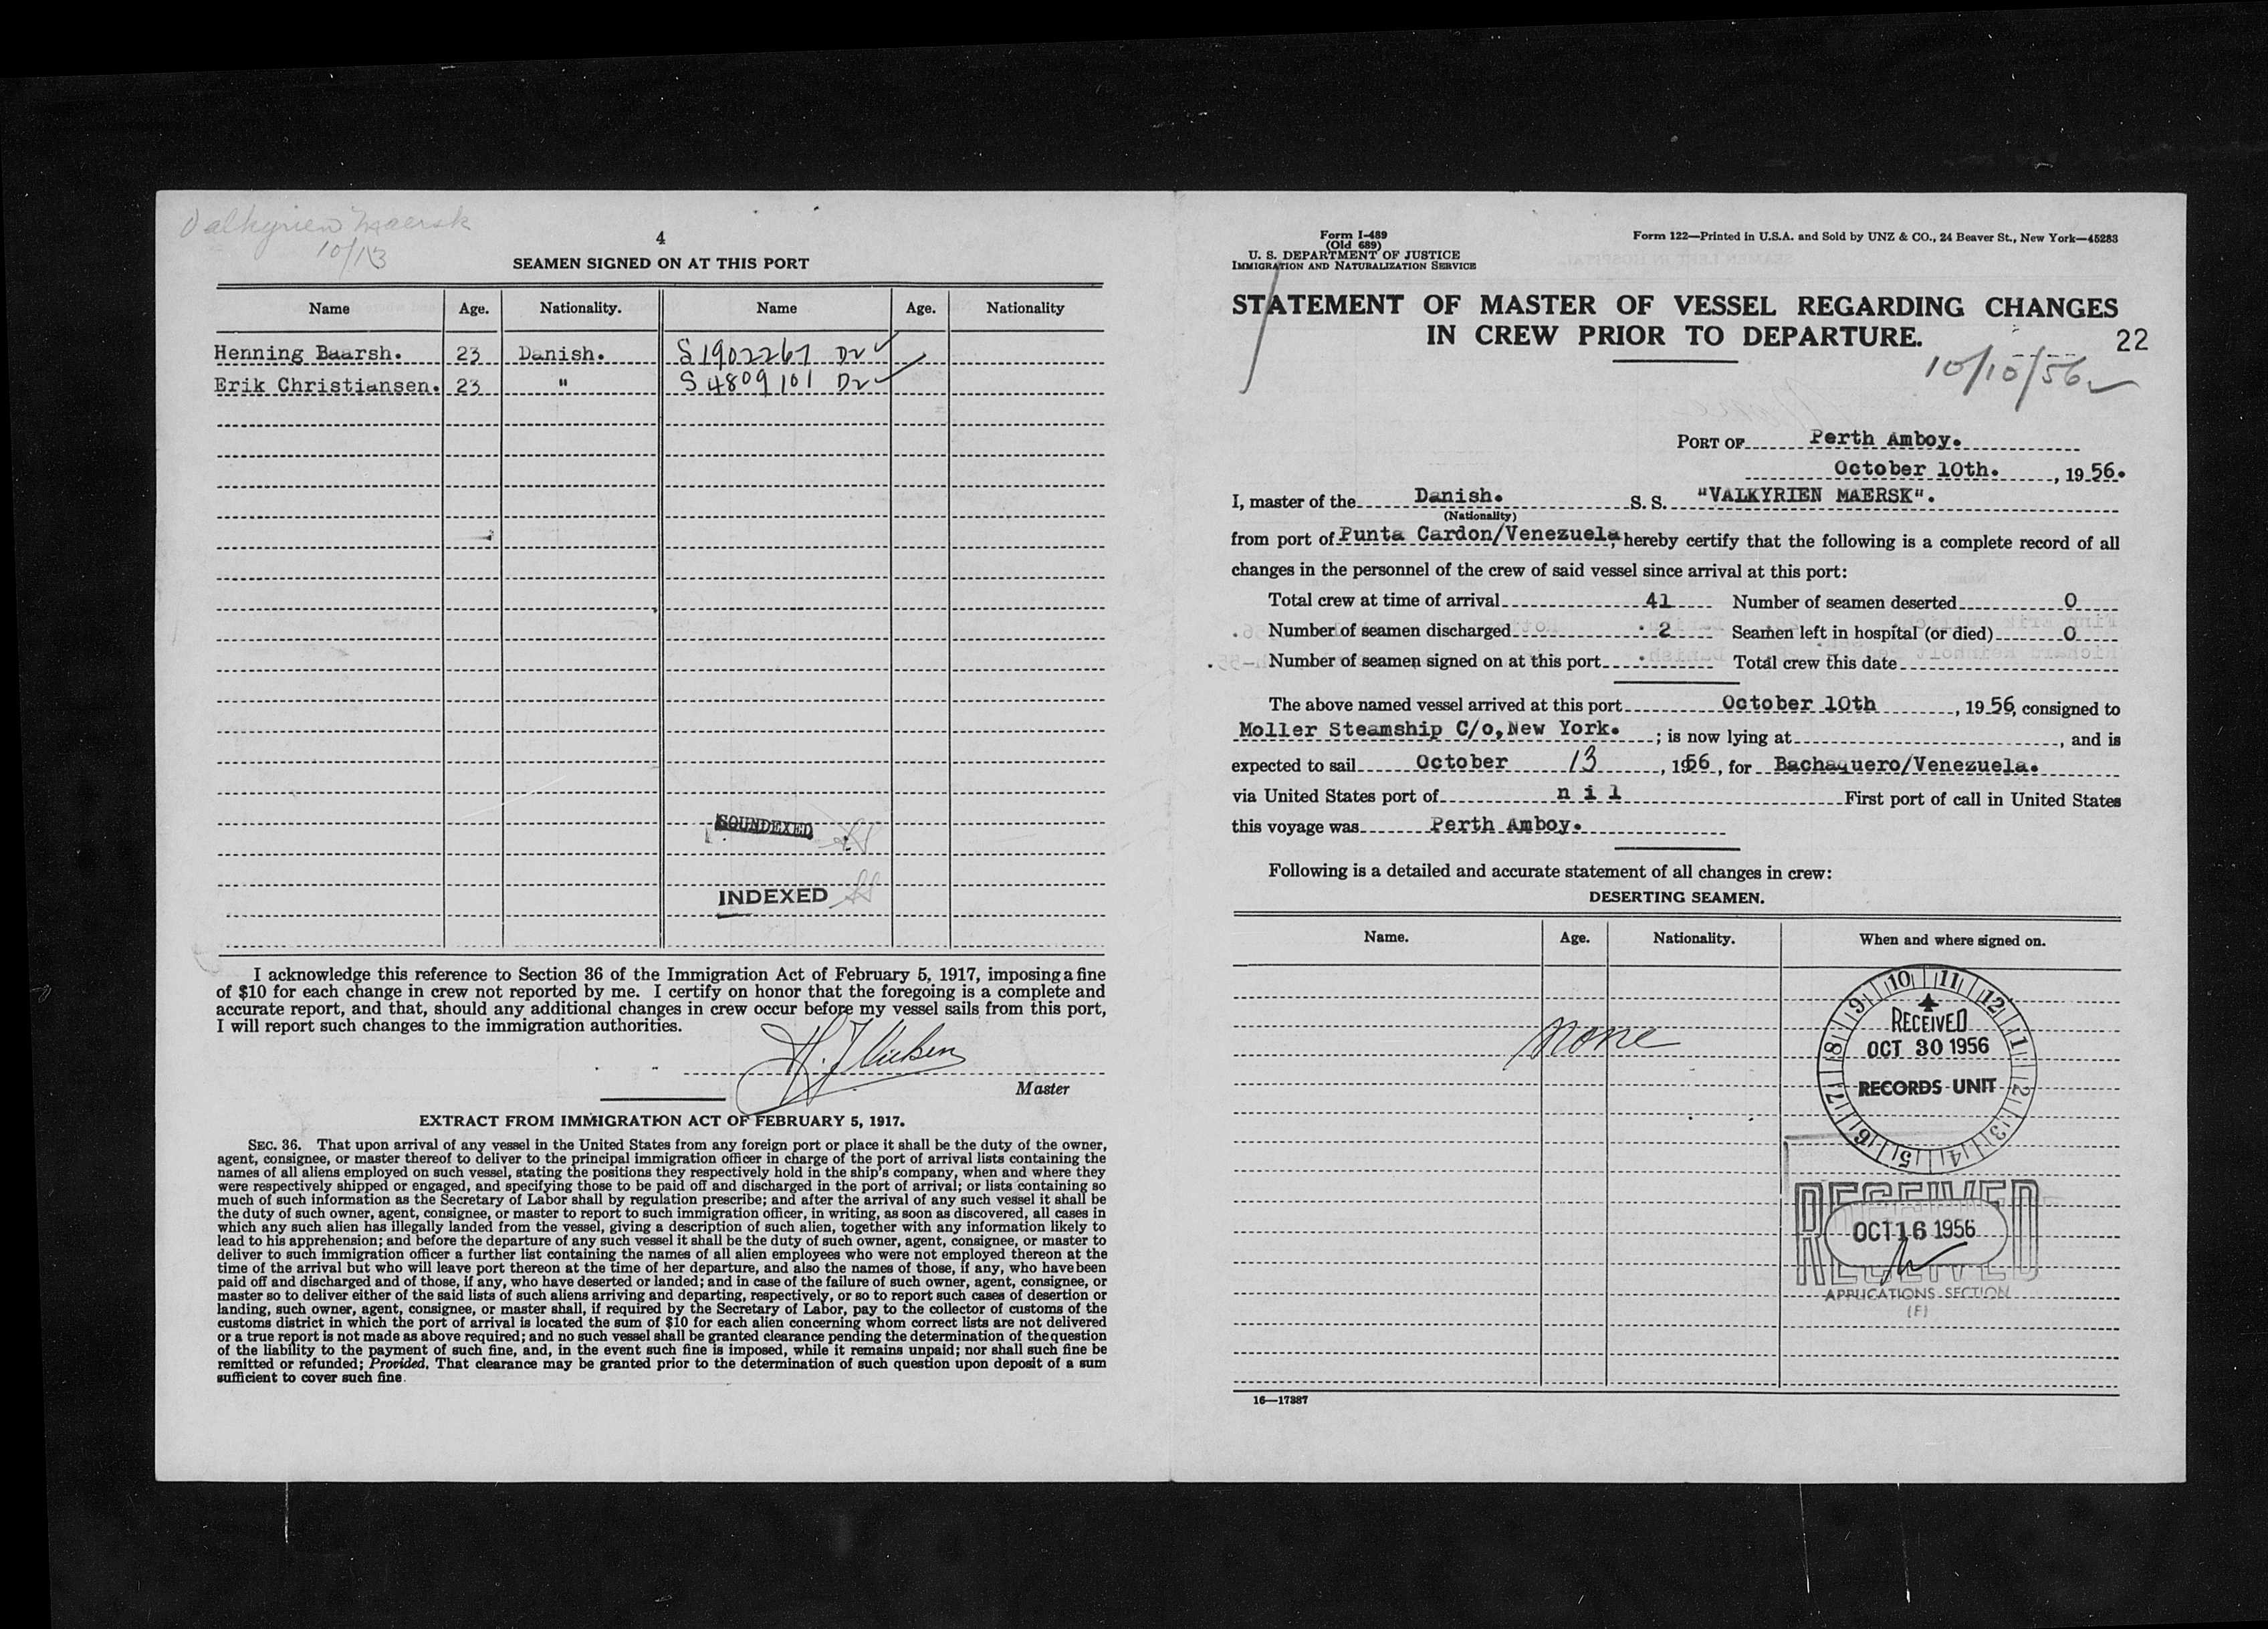 Valkyrien Maersk
10/13
4
SEAMEN SIGNED ON AT THIS PORT
Name Age. Nationality. Name Age. Nationality
Henning Baarsh. 23 Danish. S1902267 Dr
Erik Christiansen. 23 " S4809101 Dr
SOUNDEXED
INDEXED
I acknowledge this reference to Section 36 of the Immigration Act of February 5, 1917, imposing a fine
of $10 for each change in crew not reported by me. I certify on honor that the foregoing is a complete and
accurate report, and that, should any additional changes in crew occur before my vessel sails from this port,
I will report such changes to the immigration authorities.
Master
EXTRACT FROM IMMIGRATION ACT OF FEBRUARY 5, 1917.
SEC. 36. That upon arrival of any vessel in the United States from any foreign port or place it shall be the duty of the owner,
agent, consignee, or master thereof to deliver to the principal immigration officer in charge of the port of arrival lists containing the
names of all aliens employed on such vessel, stating the positions they respectively hold in the ship's company, when and where they
were respectively shipped or engaged, and specifying those to be paid off and discharged in the port of arrival; or lists containing so
much of such information as the Secretary of Labor shall by regulation prescribe; and after the arrival of any such vessel it shall be
the duty of such owner, agent, consignee, or master to report to such immigration officer, in writing, as soon as discovered, all cases in
which any such alien has illegally landed from the vessel, giving a description of such alien, together with any information likely to
lead to his apprehension; and before the departure of any such vessel it shall be the duty of such owner, agent, consignee, or master to
deliver to such immigration officer a further list containing the names of all alien employees who were not employed thereon at the
time of the arrival but who will leave port thereon at the time of her departure, and also the names of those, if any, who have been
paid off and discharged and of those, if any, who have deserted or landed; and in case of the failure of such owner, agent, consignee, or
master so to deliver either of the said lists of such aliens arriving and departing, respectively, or so to report such cases of desertion or
landing, such owner, agent, consignee, or master shall, if required by the Secretary of Labor, pay to the collector of customs of the
customs district in which the port of arrival is located the sum of $10 for each alien concerning whom correct lists are not delivered
or a true report is not made as above required; and no such vessel shall be granted clearance pending the determination of the question
of the liability to the payment of such fine, and, in the event such fine is imposed, while it remains unpaid; nor shall such fine be
remitted or refunded; Provided, That clearance may be granted prior to the determination of such question upon deposit of a sum
sufficient to cover such fine.
Form I-489
(Old 689)
U. S. DEPARTMENT OF JUSTICE
IMMIGRATION AND NATURALIZATION SERVICE
Form 122—Printed in U.S.A. and Sold by UNZ & CO., 24 Beaver St., New York—45283
STATEMENT OF MASTER OF VESSEL REGARDING CHANGES
IN CREW PRIOR TO DEPARTURE.
22
10/10/56
PORT OF Perth Amboy.
October 10th. , 19 56.
I, master of the Danish. S. S. "VALKYRIEN MAERSK".
(Nationality)
from port of Punta Cardon/Venezuela, hereby certify that the following is a complete record of all
changes in the personnel of the crew of said vessel since arrival at this port:
Total crew at time of arrival 41 Number of seamen deserted 0
Number of seamen discharged 2 Seamen left in hospital (or died) 0
Number of seamen signed on at this port Total crew this date
The above named vessel arrived at this port October 10th , 19 56, consigned to
Moller Steamship C/o, New York. ; is now lying at , and is
expected to sail October 13 , 1956 , for Bachaquero/Venezuela.
via United States port of n i l First port of call in United States
this voyage was Perth Amboy.
Following is a detailed and accurate statement of all changes in crew:
DESERTING SEAMEN.
Name. Age. Nationality. When and where signed on.
none
10 11 12 1 2 3 4 5 6 7 8 9
RECEIVED
OCT 30 1956
RECORDS UNIT
RECEIVED
OCT 16 1956
RECEIVED
APPLICATIONS SECTION
(F)
16—17387